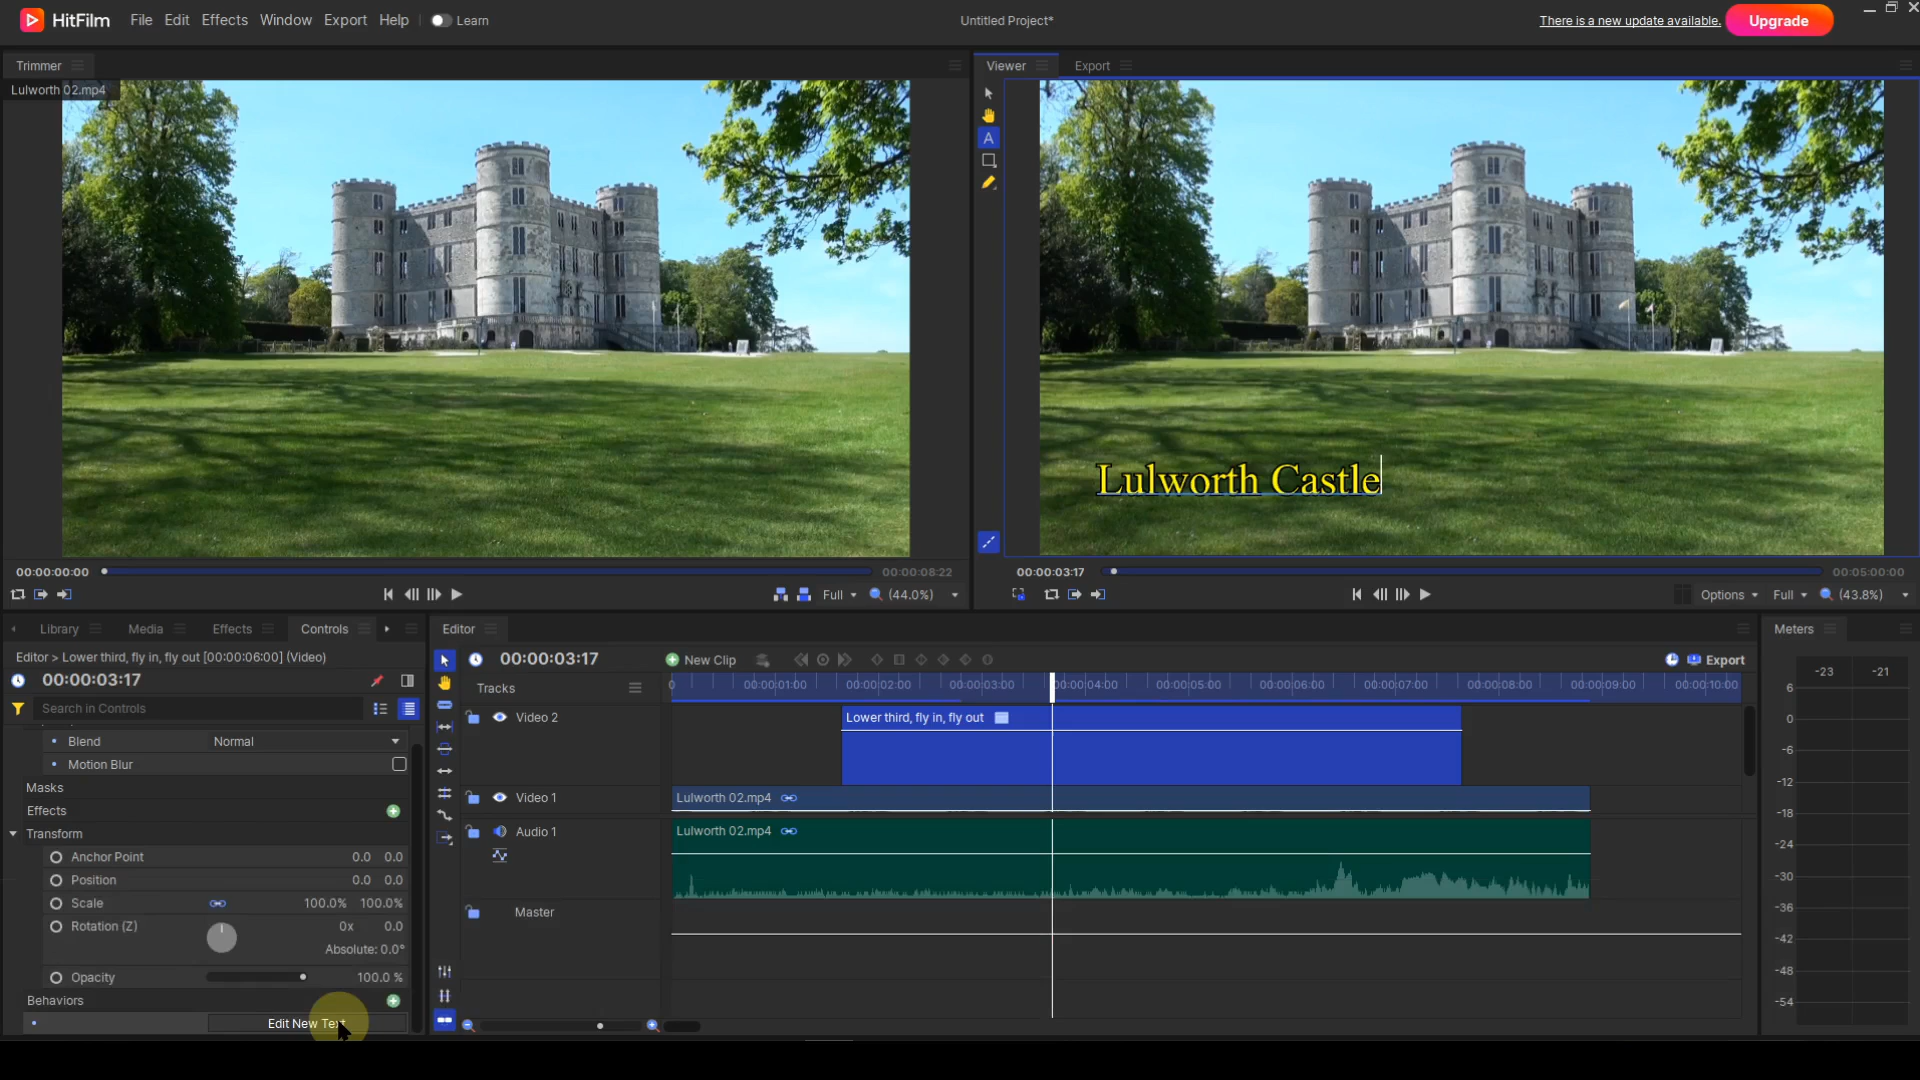 HitFilm File Edit Effects Window Export Help Learn Untitled Project* There is a new update available. Upgrade
Trimmer
Lulworth 02.mp4
Viewer Export
A
Lulworth Castle
00:00:00:00 00:00:08:22
Full (44.0%)
00:00:03:17 00:05:00:00
Options Full (43.8%)
Library Media Effects Controls
Editor > Lower third, fly in, fly out [00:00:06:00] (Video)
00:00:03:17
Search in Controls
Blend Normal
Motion Blur
Masks
Effects
Transform
Anchor Point 0.0 0.0
Position 0.0 0.0
Scale 100.0% 100.0%
Rotation (Z) 0x 0.0
Absolute: 0.0°
Opacity 100.0 %
Behaviors
Edit New Text
Editor
00:00:03:17 New Clip Export
Tracks 0 00:00:01:00 00:00:02:00 00:00:03:00 00:00:04:00 00:00:05:00 00:00:06:00 00:00:07:00 00:00:08:00 00:00:09:00 00:00:10:00
Video 2 Lower third, fly in, fly out
Video 1 Lulworth 02.mp4
Audio 1 Lulworth 02.mp4
Master
Meters
-23 -21
6
0
-6
-12
-18
-24
-30
-36
-42
-48
-54